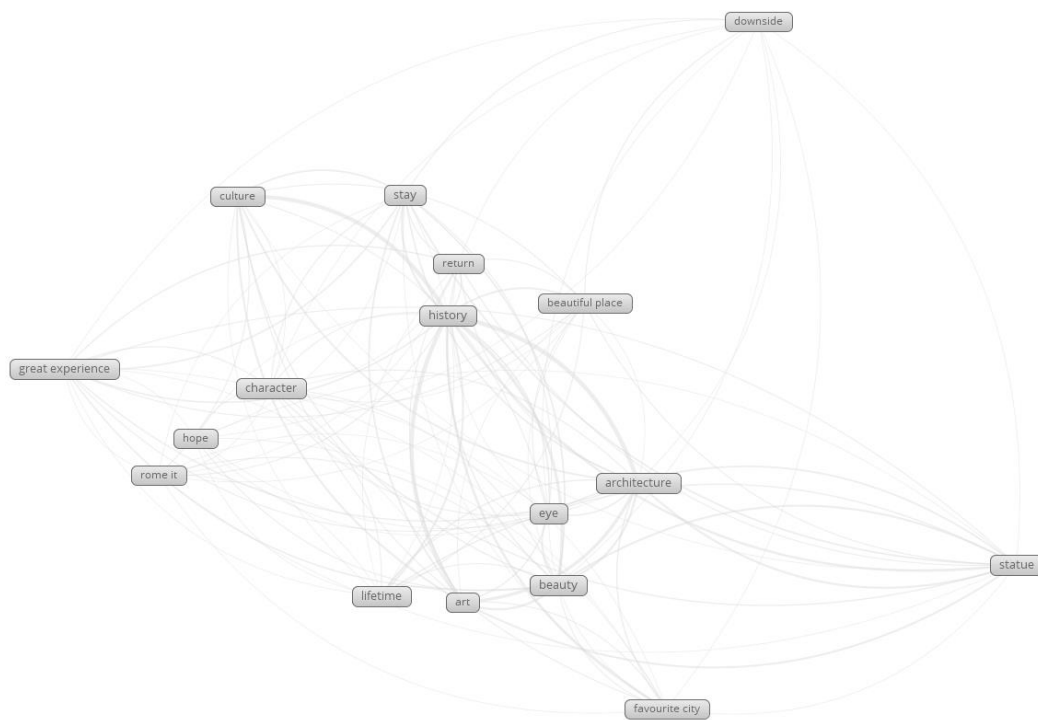 downside
culture
stay
return
beautiful place
history
great experience
character
hope
rome it
architecture
eye
statue
beauty
lifetime
art
favourite city